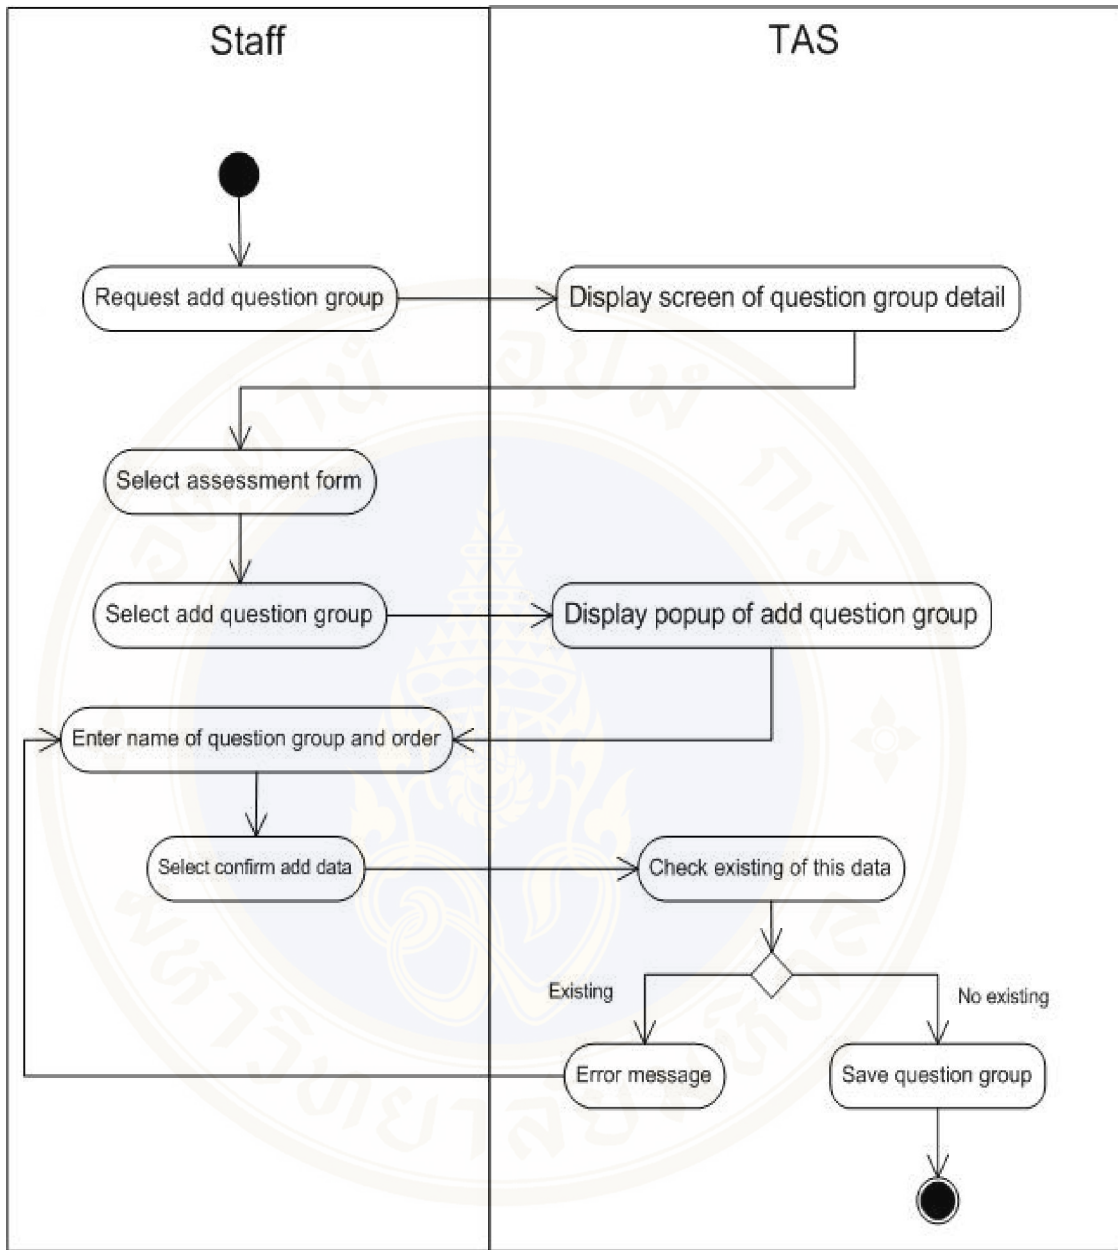 Staff
TAS
Request add question group
Display screen of question group detail
Select assessment form
Select add question group
Display popup of add question group
Enter name of question group and order
Select confirm add data
Check existing of this data
Existing
No existing
Error message
Save question group